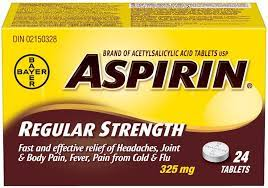 DIN 02150328
BRAND OF ACETYLSALICYLIC ACID TABLETS USP
BAYER
BAYER
ASPIRIN®
REGULAR STRENGTH
Fast and effective relief of Headaches, Joint
& Body Pain, Fever, Pain from Cold & Flu
325 mg
24
TABLETS